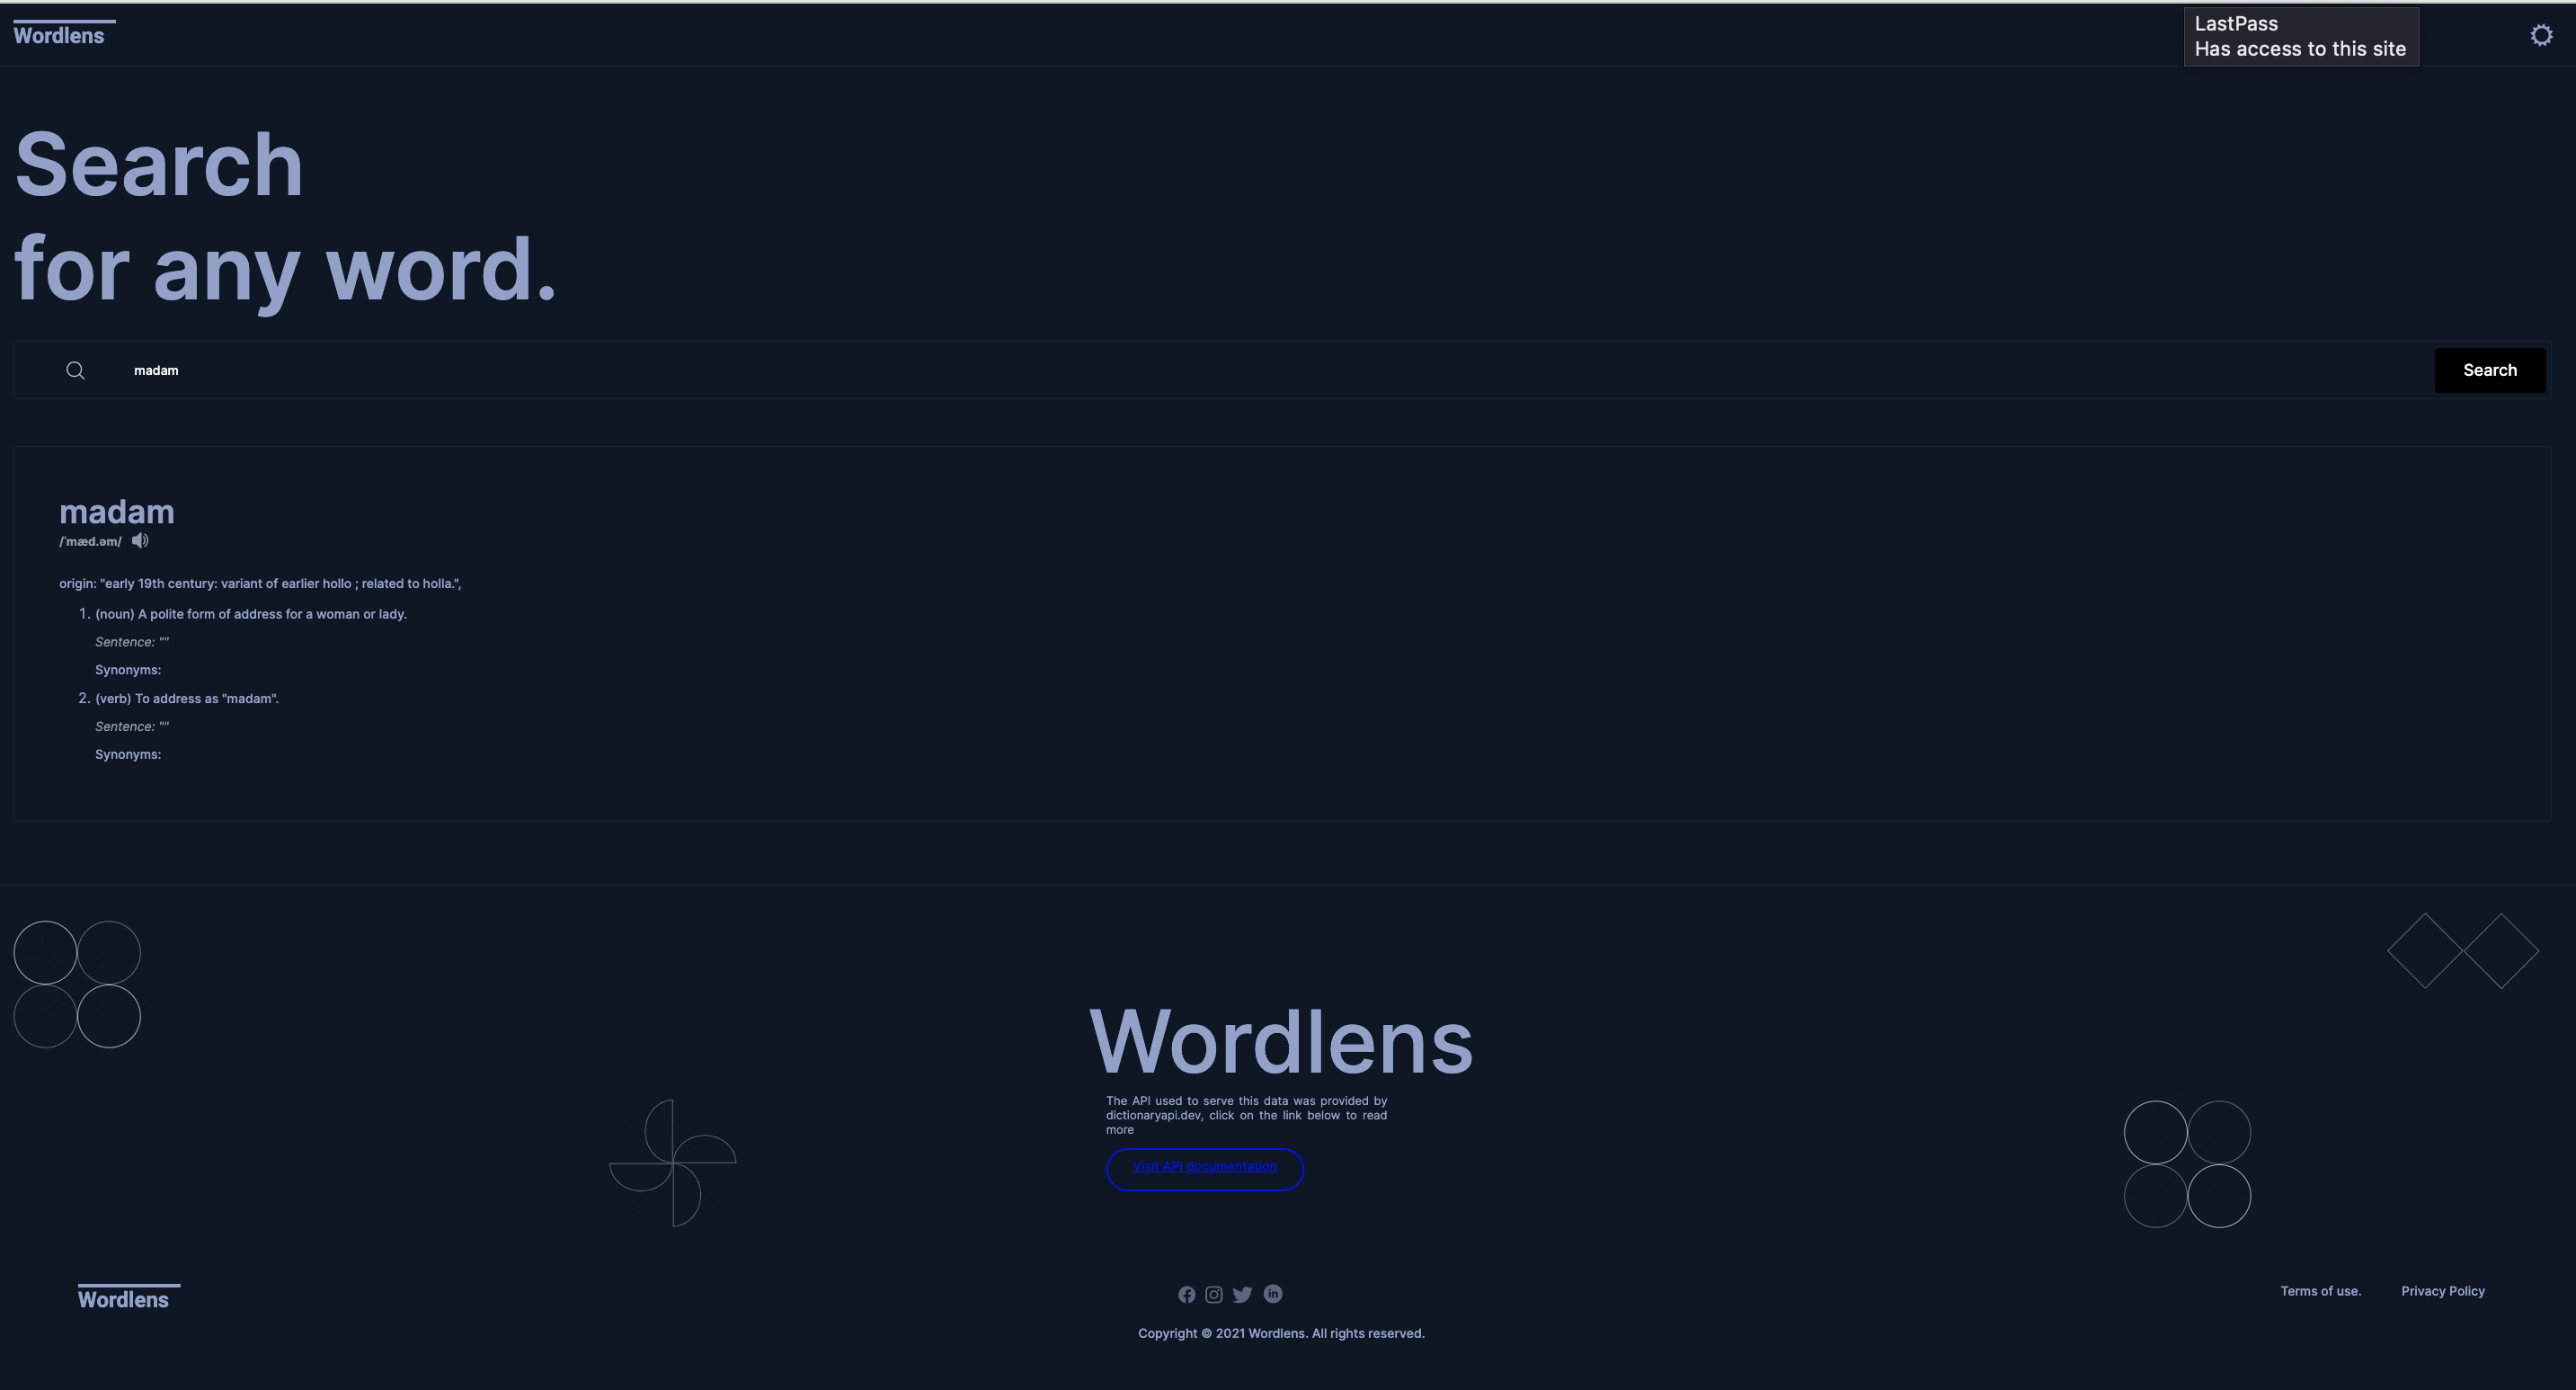 Wordlens
LastPass
Has access to this site
Search
for any word.
madam
Search
madam
/ˈmæd.əm/
origin: "early 19th century: variant of earlier hollo ; related to holla.",
1. (noun) A polite form of address for a woman or lady.
Sentence: ""
Synonyms:
2. (verb) To address as "madam".
Sentence: ""
Synonyms:
Wordlens
The API used to serve this data was provided by
dictionaryapi.dev, click on the link below to read
more
Visit API documentation
Wordlens
Terms of use.
Privacy Policy
Copyright © 2021 Wordlens. All rights reserved.